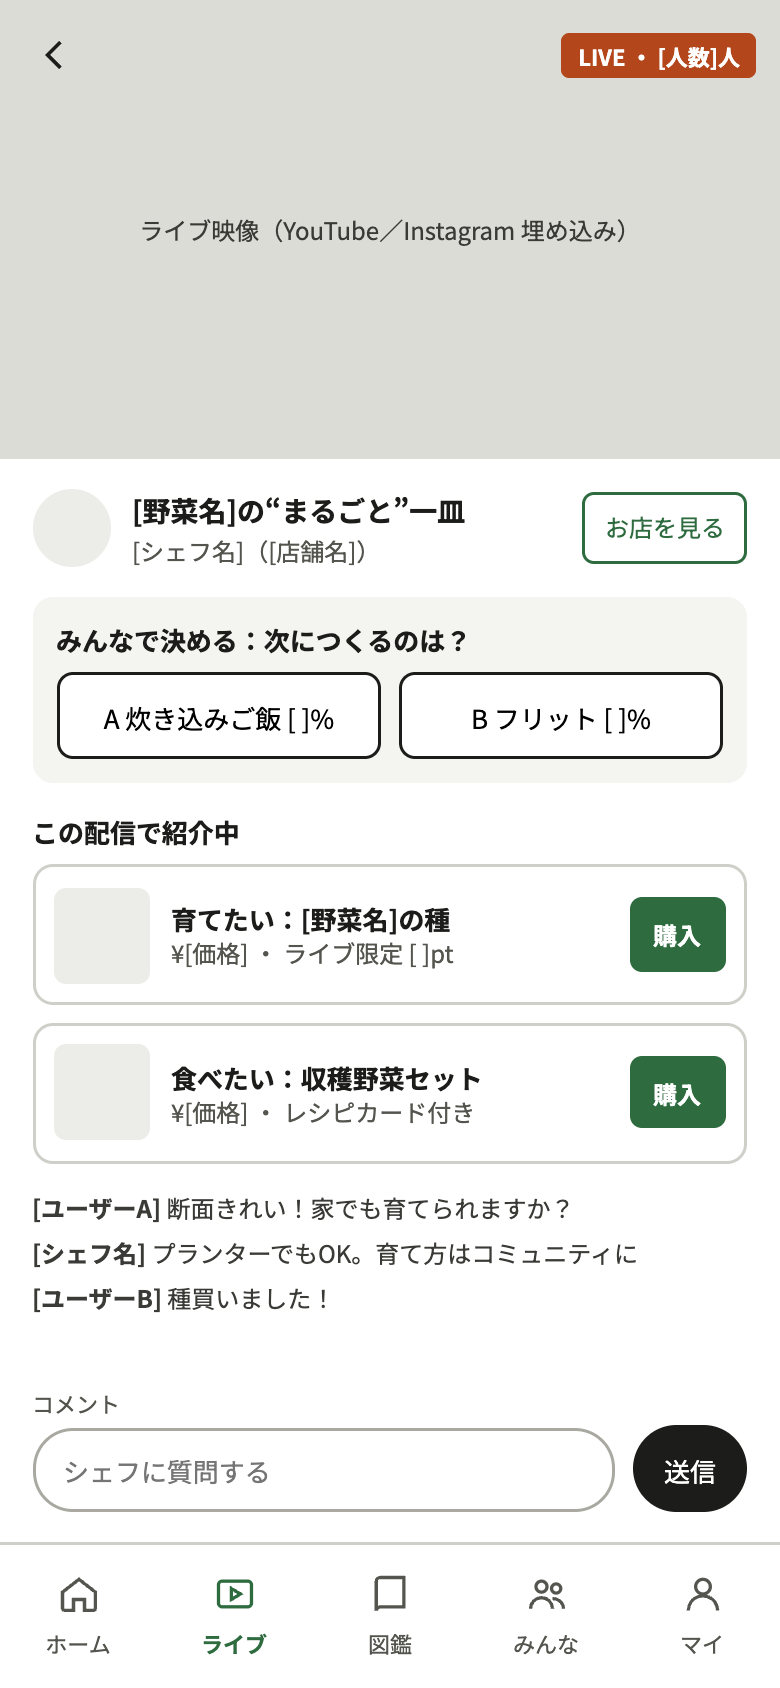 LIVE ・ [人数]人
ライブ映像（YouTube／Instagram 埋め込み）
[野菜名]の“まるごと”一皿
[シェフ名]（[店舗名]）
お店を見る
みんなで決める：次につくるのは？
A 炊き込みご飯 [ ]%
B フリット [ ]%
この配信で紹介中
育てたい：[野菜名]の種
¥[価格] ・ ライブ限定 [ ]pt
購入
食べたい：収穫野菜セット
¥[価格] ・ レシピカード付き
購入
[ユーザーA] 断面きれい！家でも育てられますか？
[シェフ名] プランターでもOK。育て方はコミュニティに
[ユーザーB] 種買いました！
コメント
シェフに質問する
送信
ホーム
ライブ
図鑑
みんな
マイ